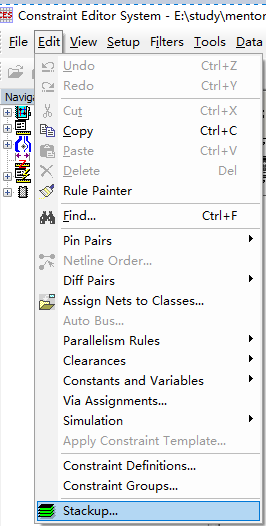 Constraint Editor System - E:\study\mentor
File Edit View Setup Filters Tools Data
Naviga
Undo Ctrl+Z
Redo Ctrl+Y
Cut Ctrl+X
Copy Ctrl+C
Paste Ctrl+V
Delete Del
Rule Painter
Find... Ctrl+F
Pin Pairs
Netline Order...
Diff Pairs
Assign Nets to Classes...
Auto Bus...
Parallelism Rules
Clearances
Constants and Variables
Via Assignments...
Simulation
Apply Constraint Template...
Constraint Definitions...
Constraint Groups...
Stackup...